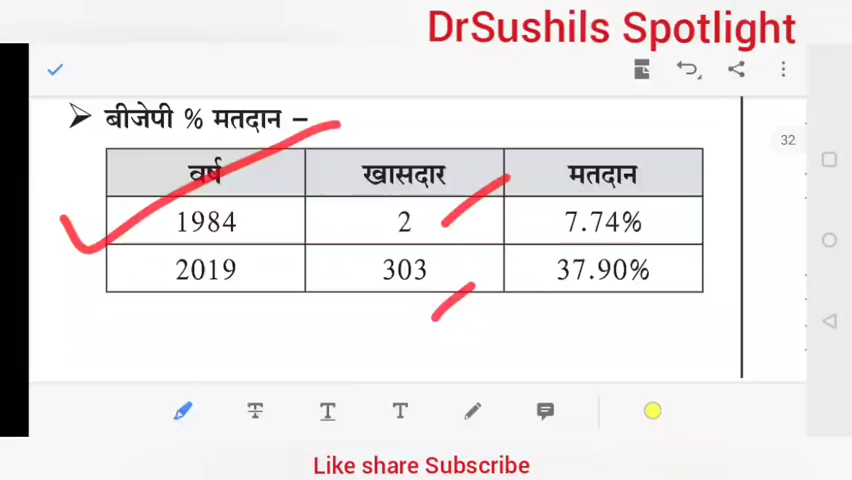 DrSushils Spotlight
32
➤ बीजेपी % मतदान –
वर्ष खासदार मतदान
1984 2 7.74%
2019 303 37.90%
T T T
Like share Subscribe